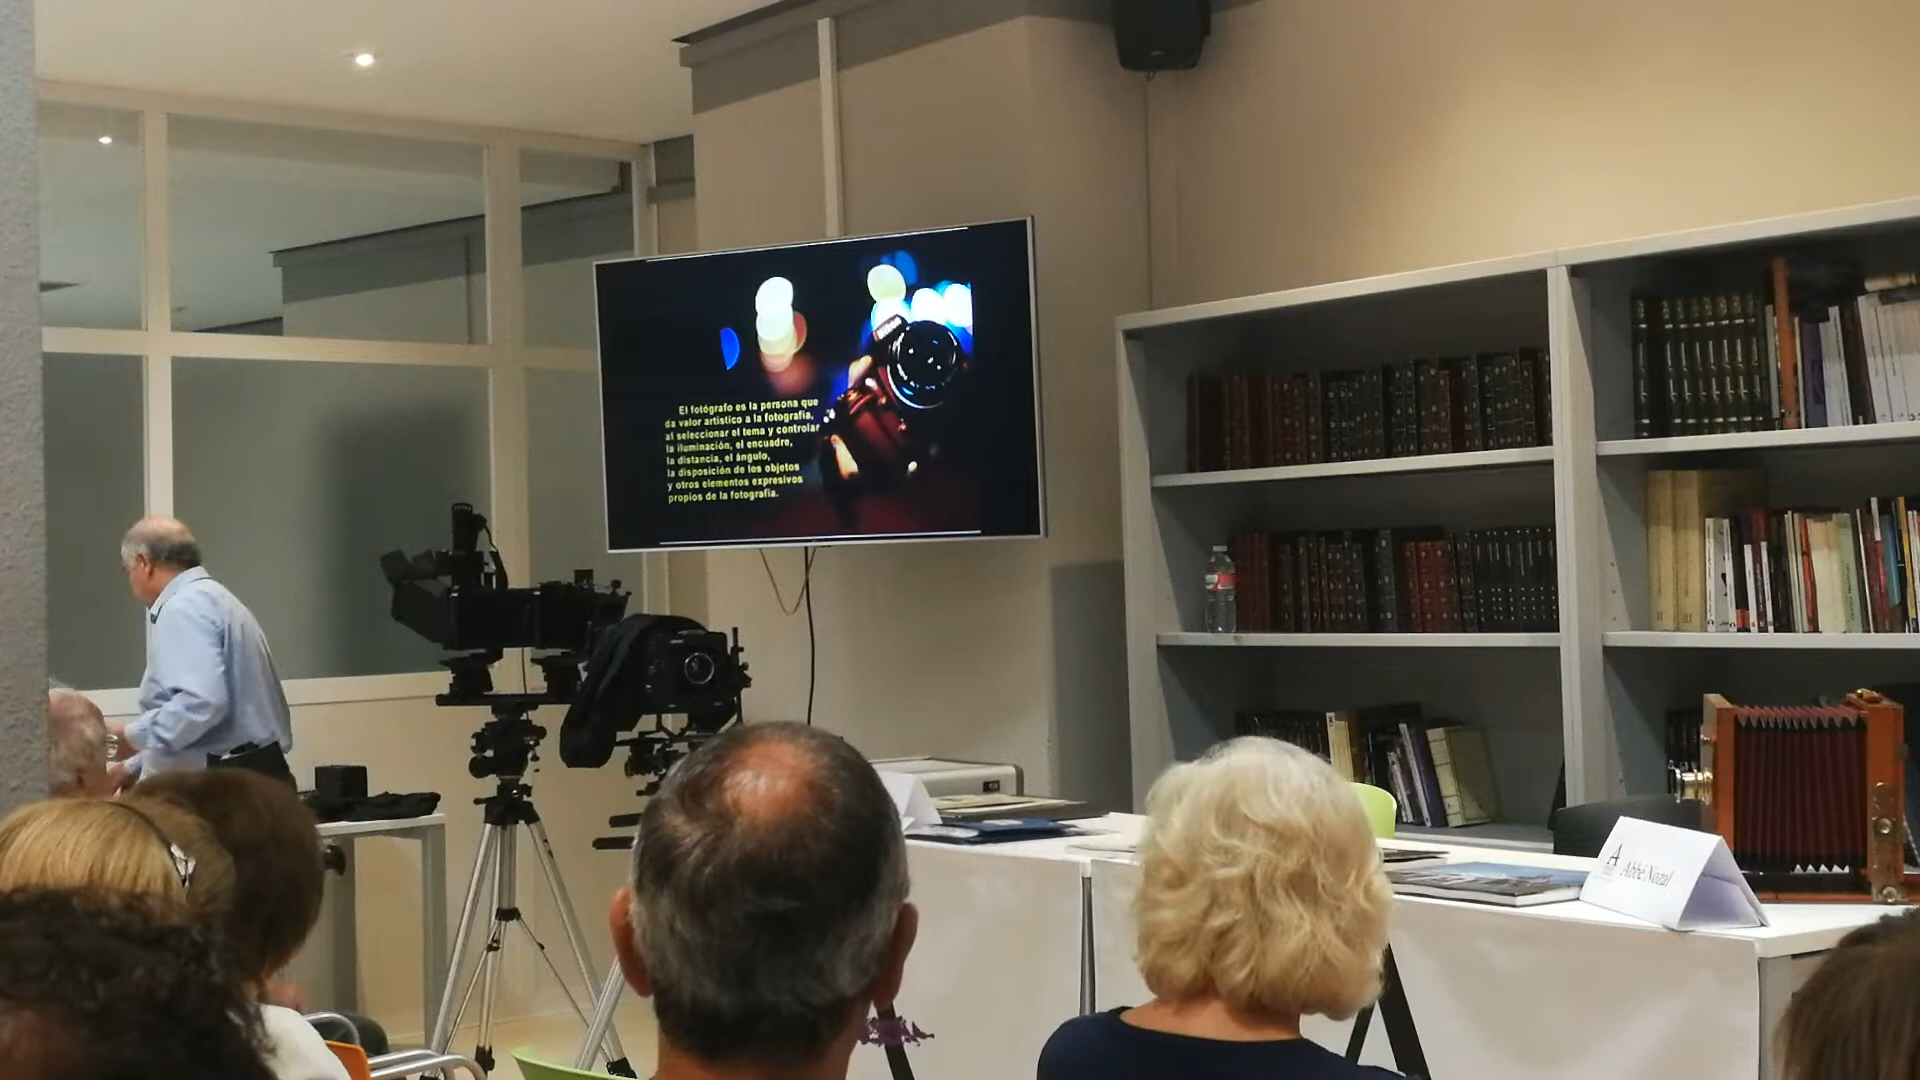 El fotógrafo es la persona que
da valor artístico a la fotografía,
al seleccionar el tema y controlar
la iluminación, el encuadre,
la distancia, el ángulo,
la disposición de los objetos
y otros elementos expresivos
propios de la fotografía.
A
Abbé Nozal